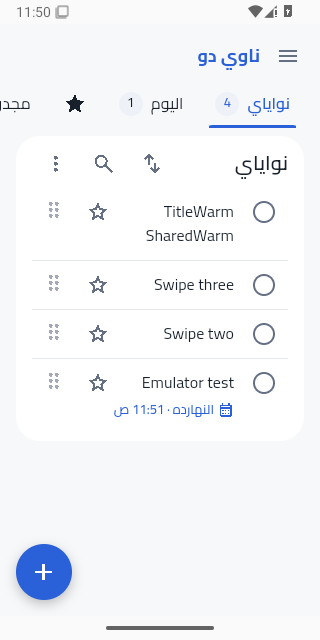 11:50
ناوي دو
نواياي 4 اليوم 1 مجدو
نواياي
TitleWarm
SharedWarm
Swipe three
Swipe two
Emulator test
النهارده · 11:51 ص